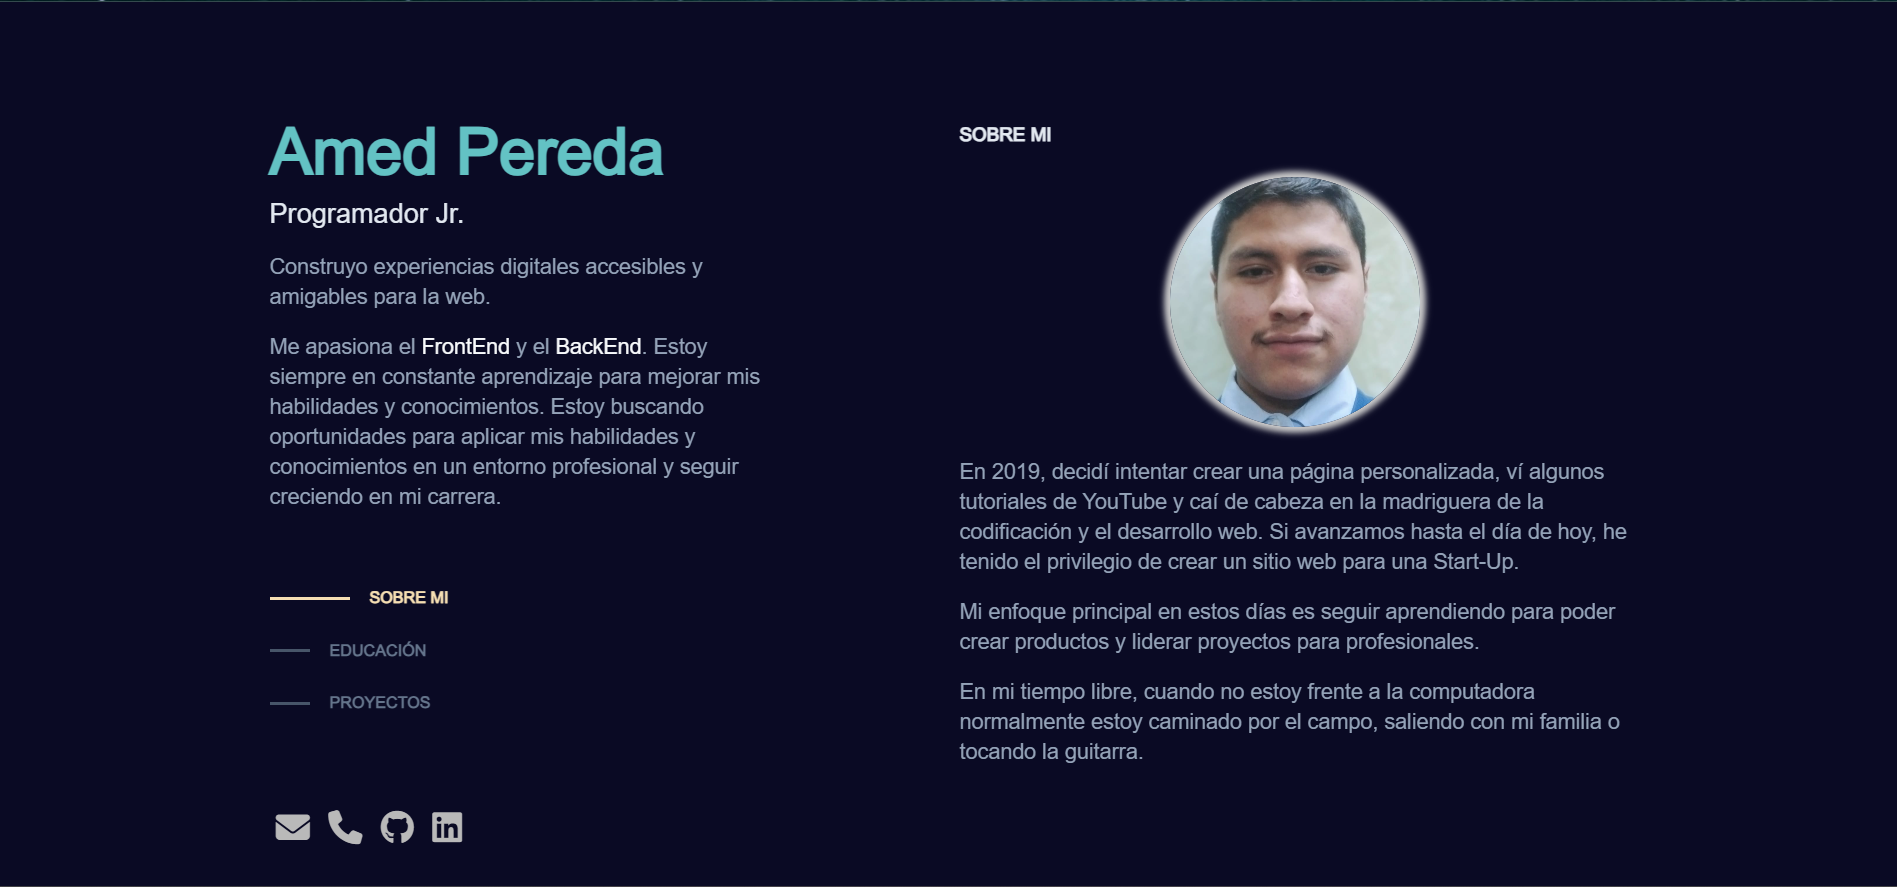 Amed Pereda
Programador Jr.
Construyo experiencias digitales accesibles y
amigables para la web.
Me apasiona el FrontEnd y el BackEnd. Estoy
siempre en constante aprendizaje para mejorar mis
habilidades y conocimientos. Estoy buscando
oportunidades para aplicar mis habilidades y
conocimientos en un entorno profesional y seguir
creciendo en mi carrera.
SOBRE MI
EDUCACIÓN
PROYECTOS
in
SOBRE MI
En 2019, decidí intentar crear una página personalizada, ví algunos
tutoriales de YouTube y caí de cabeza en la madriguera de la
codificación y el desarrollo web. Si avanzamos hasta el día de hoy, he
tenido el privilegio de crear un sitio web para una Start-Up.
Mi enfoque principal en estos días es seguir aprendiendo para poder
crear productos y liderar proyectos para profesionales.
En mi tiempo libre, cuando no estoy frente a la computadora
normalmente estoy caminado por el campo, saliendo con mi familia o
tocando la guitarra.